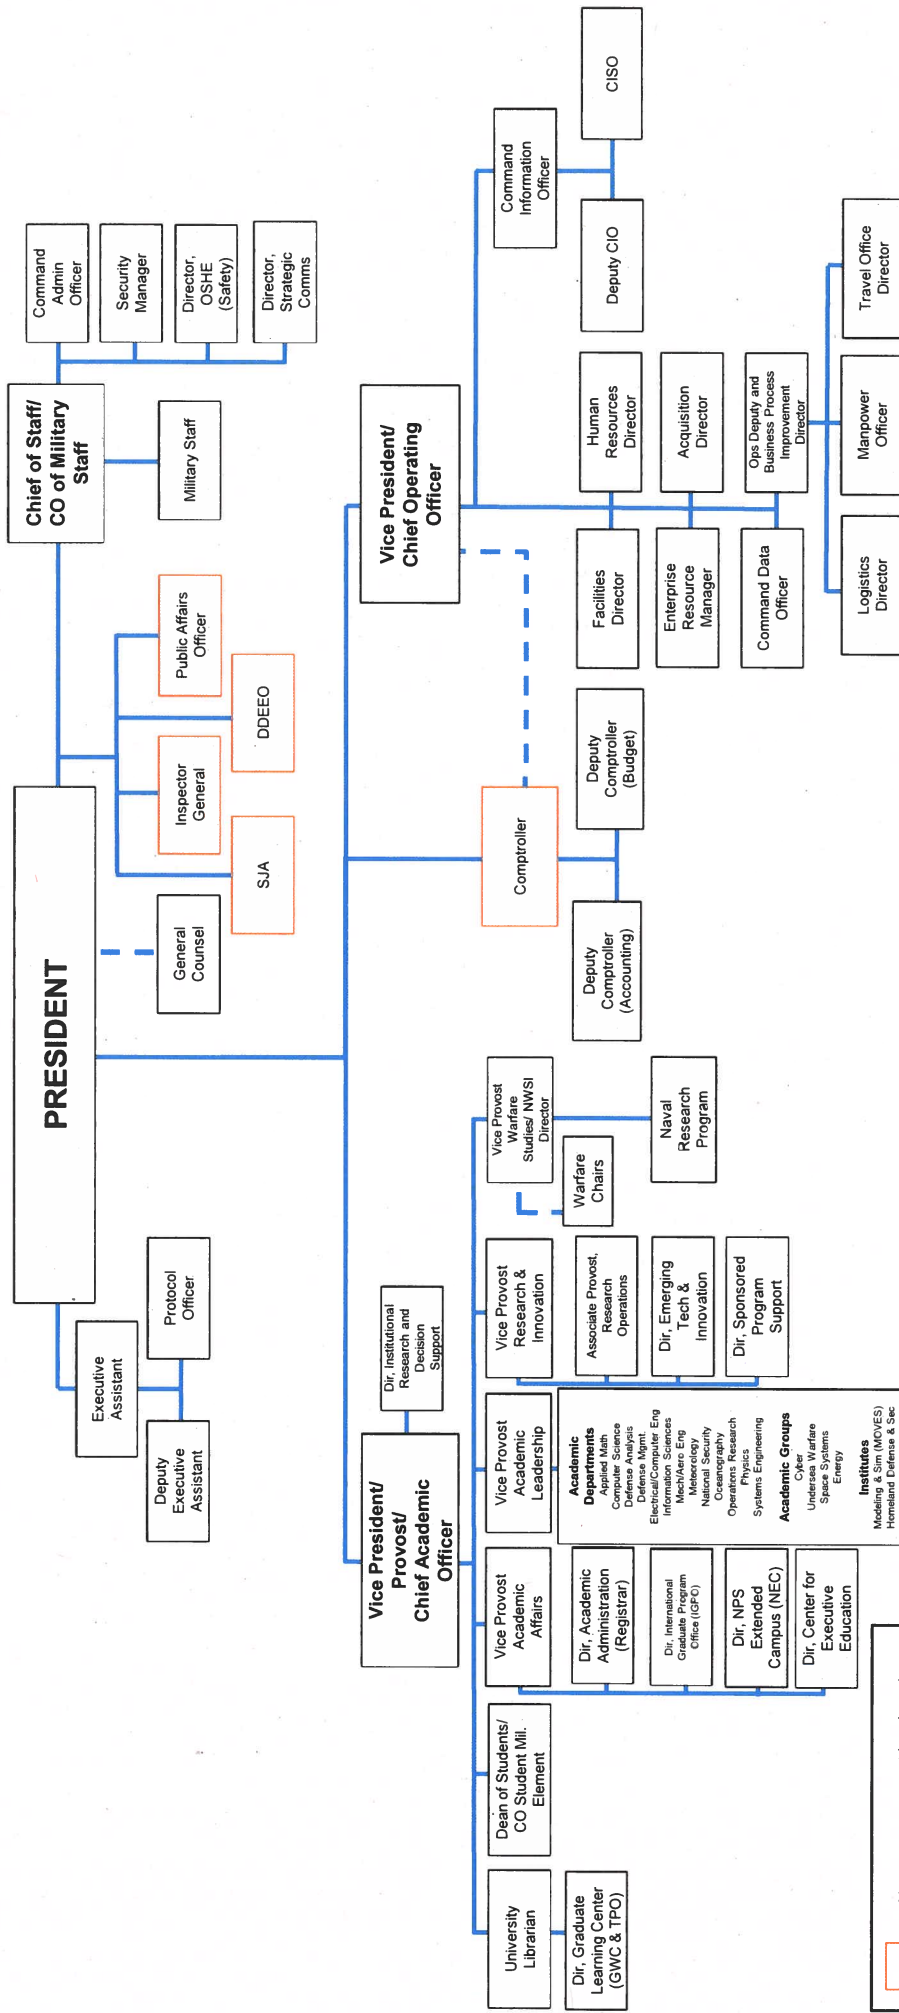 PRESIDENT
Executive
Assistant
Deputy
Executive
Assistant
Protocol
Officer
General
Counsel
SJA
Inspector
General
DDEEO
Public Affairs
Officer
Chief of Staff/
CO of Military
Staff
Military Staff
Command
Admin
Officer
Security
Manager
Director,
OSHE
(Safety)
Director,
Strategic
Comms
Vice President/
Provost/
Chief Academic
Officer
Dir, Institutional
Research and
Decision
Support
University
Librarian
Dir, Graduate
Learning Center
(GWC & TPO)
Dean of Students/
CO Student Mil.
Element
Vice Provost
Academic
Affairs
Dir, Academic
Administration
(Registrar)
Dir, International
Graduate Program
Office (IGPO)
Dir, NPS
Extended
Campus (NEC)
Dir, Center for
Executive
Education
Vice Provost
Academic
Leadership
Academic
Departments
Applied Math
Computer Science
Defense Analysis
Defense Mgmt.
Electrical/Computer Eng
Information Sciences
Mech/Aero Eng
Meteorology
National Security
Oceanography
Operations Research
Physics
Systems Engineering
Academic Groups
Cyber
Undersea Warfare
Space Systems
Energy
Institutes
Modeling & Sim (MOVES)
Homeland Defense & Sec
Vice Provost
Research &
Innovation
Associate Provost,
Research
Operations
Dir, Emerging
Tech &
Innovation
Dir, Sponsored
Program
Support
Vice Provost
Warfare
Studies/ NWSI
Director
Warfare
Chairs
Naval
Research
Program
Comptroller
Deputy
Comptroller
(Accounting)
Deputy
Comptroller
(Budget)
Vice President/
Chief Operating
Officer
Facilities
Director
Human
Resources
Director
Enterprise
Resource
Manager
Acquisition
Director
Command Data
Officer
Ops Deputy and
Business Process
Improvement
Director
Logistics
Director
Manpower
Officer
Travel Office
Director
Command
Information
Officer
Deputy CIO
CISO